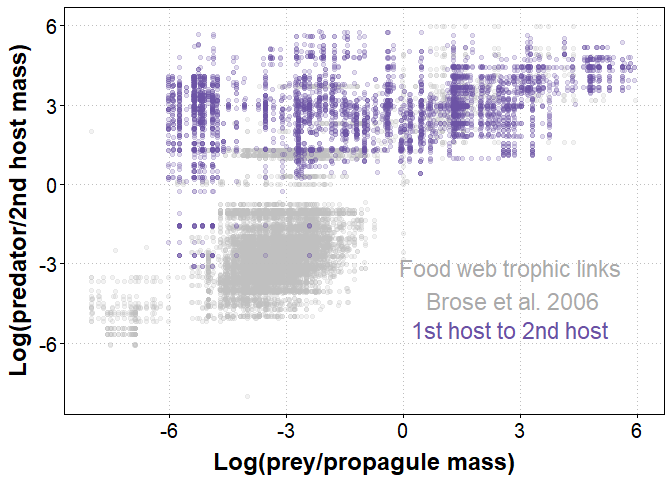 6
3
0
-3
-6
Log(predator/2nd host mass)
Food web trophic links
Brose et al. 2006
1st host to 2nd host
-6 -3 0 3 6
Log(prey/propagule mass)